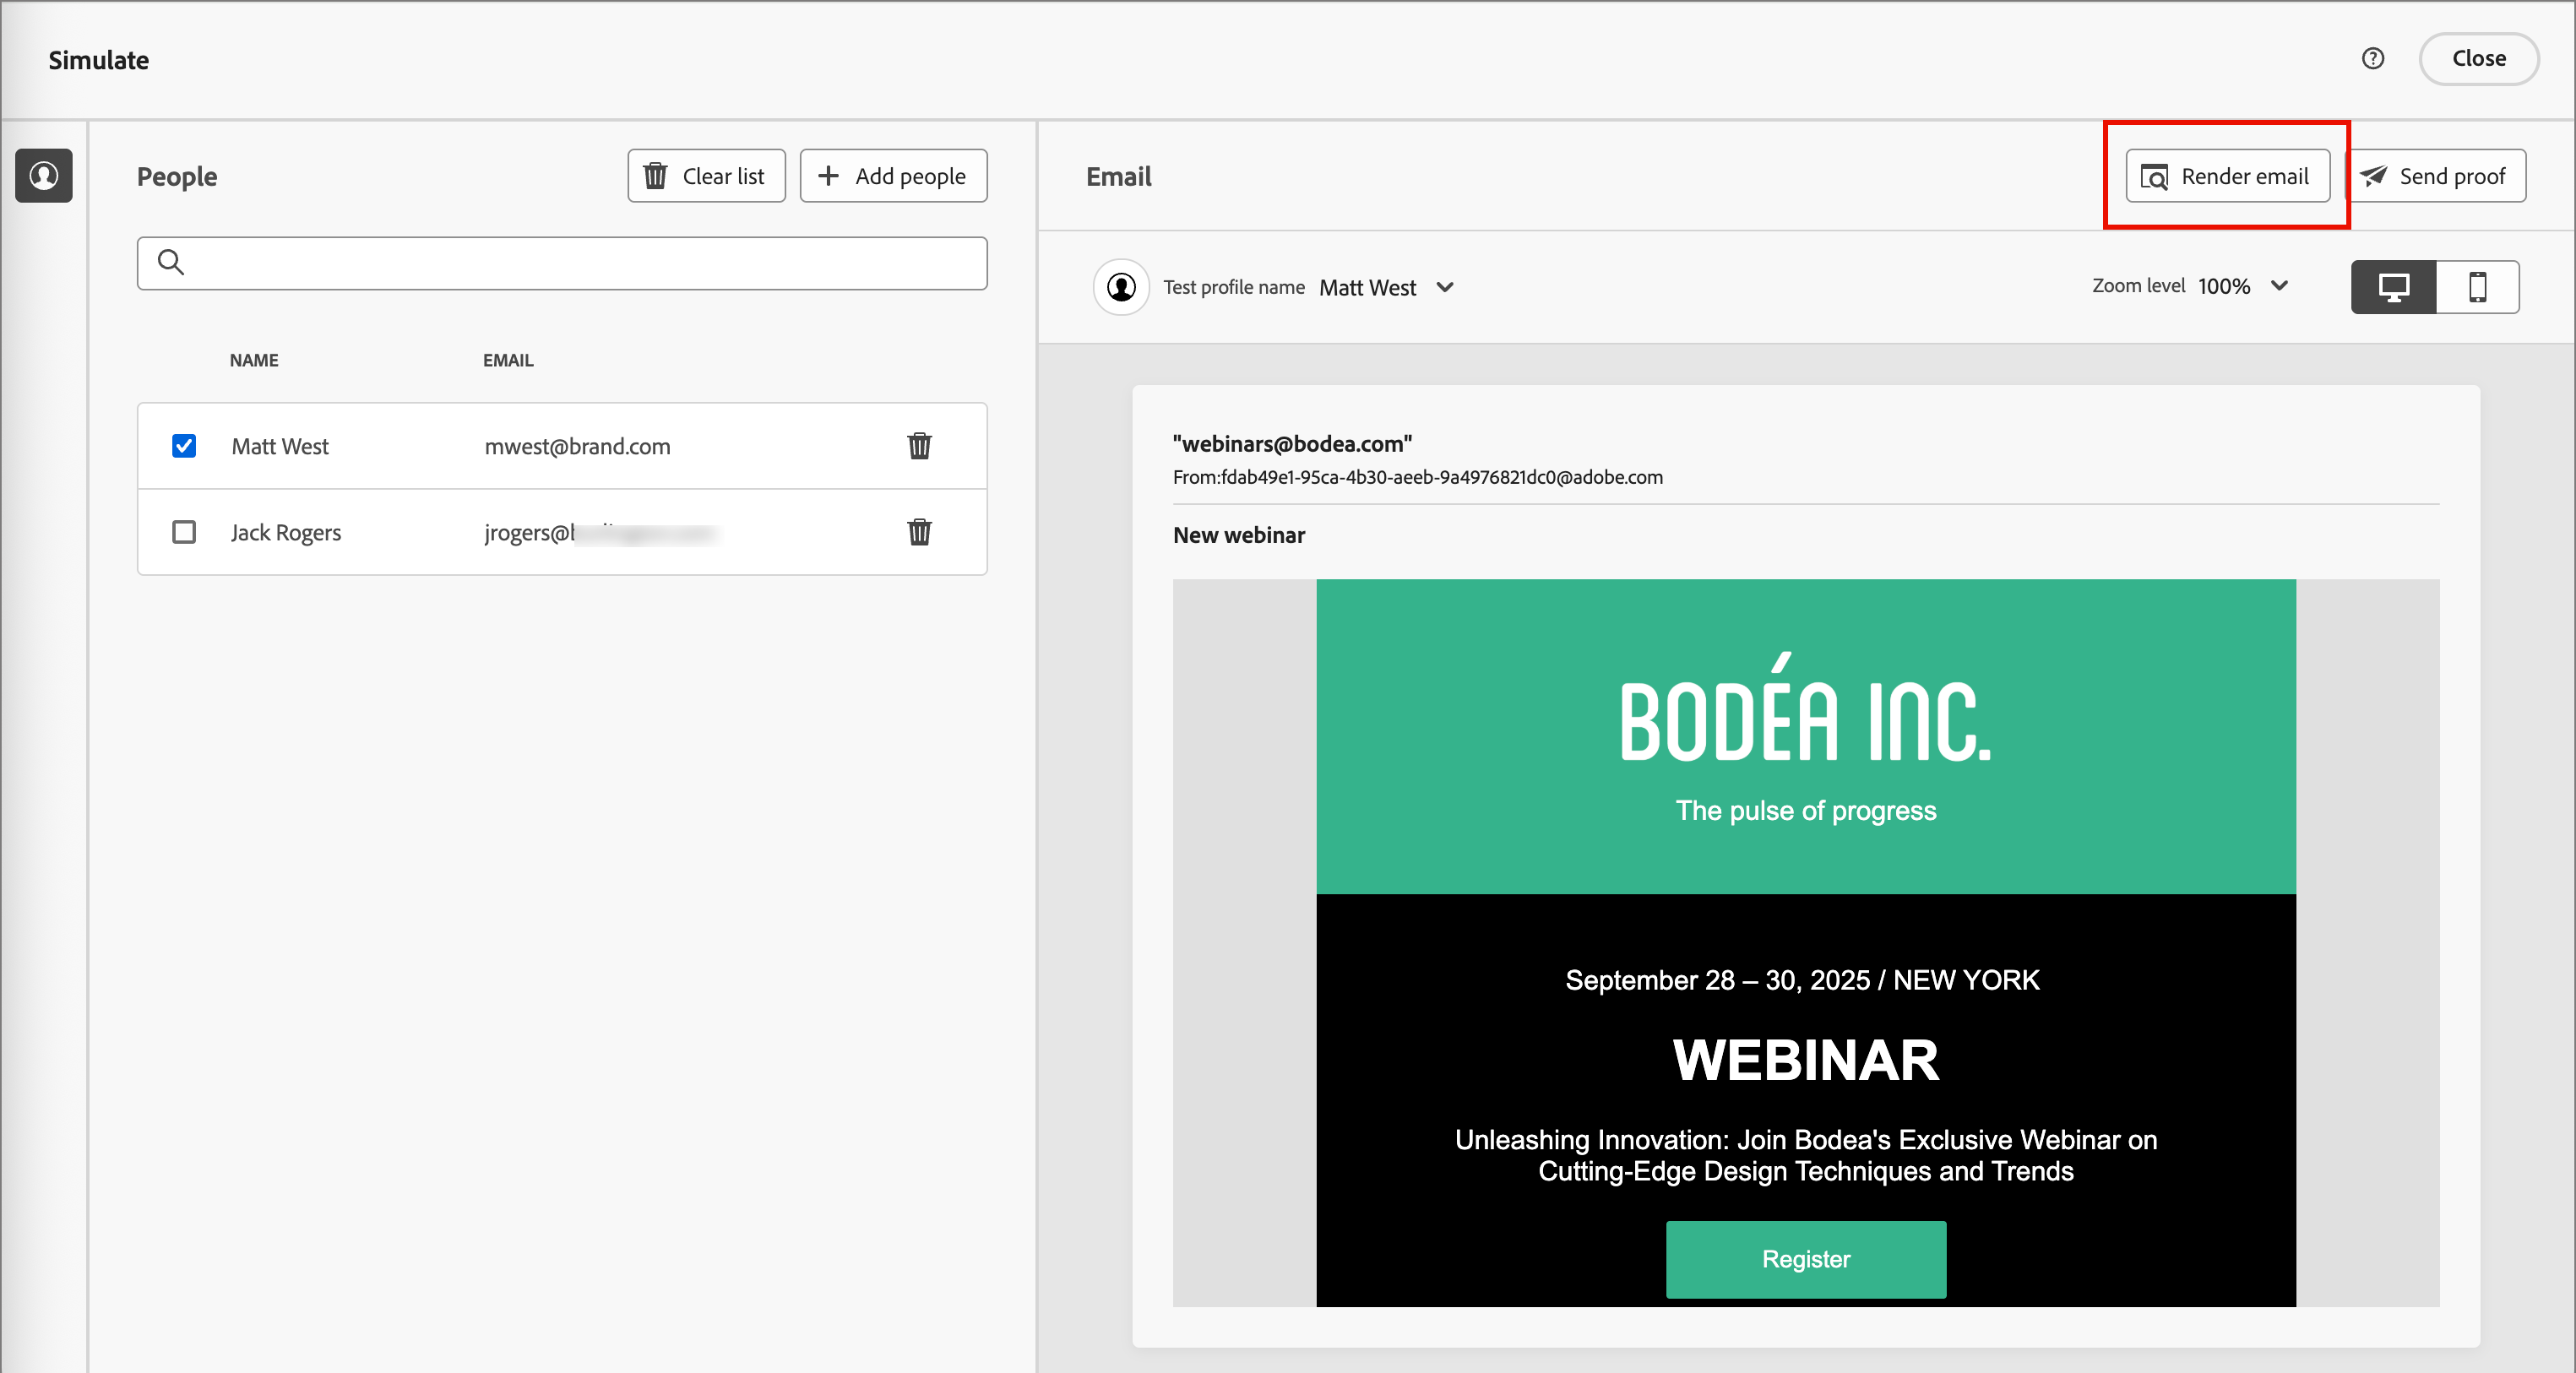 Simulate
Close
People
Clear list
Add people
NAME EMAIL
Matt West mwest@brand.com
Jack Rogers jrogers@
Email
Render email
Send proof
Test profile name Matt West
Zoom level 100%
"webinars@bodea.com"
From:fdab49e1-95ca-4b30-aeeb-9a4976821dc0@adobe.com
New webinar
BODÉA INC.
The pulse of progress
September 28 – 30, 2025 / NEW YORK
WEBINAR
Unleashing Innovation: Join Bodea's Exclusive Webinar on
Cutting-Edge Design Techniques and Trends
Register